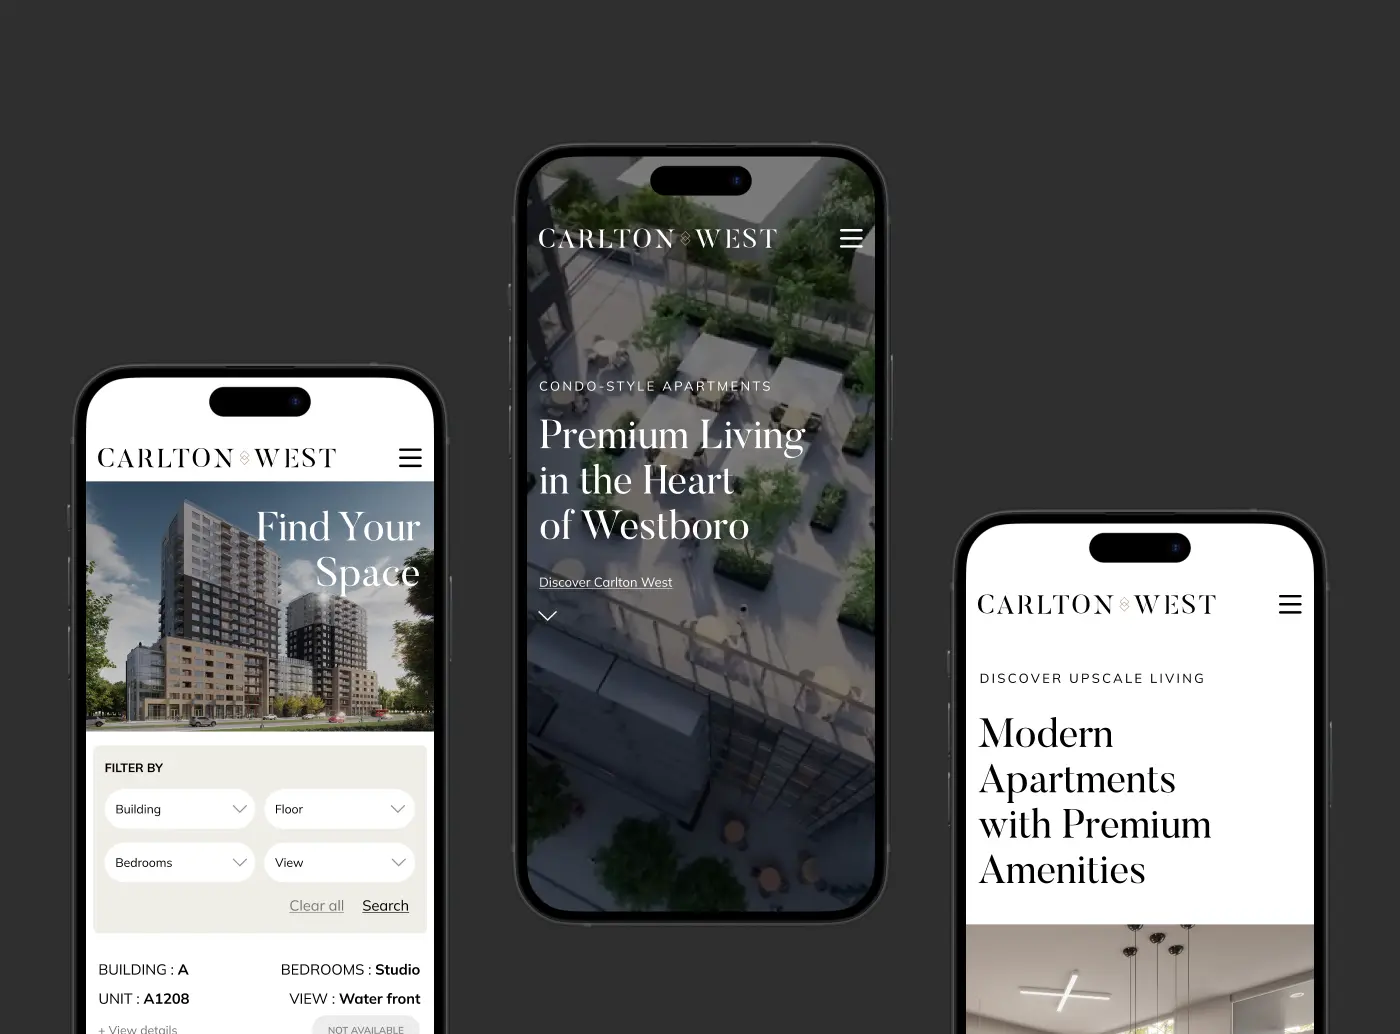 CARLTON WEST
Find Your
Space
FILTER BY
Building
Floor
Bedrooms
View
Clear all
Search
BUILDING : A
BEDROOMS : Studio
UNIT : A1208
VIEW : Water front
+ View details
NOT AVAILABLE
CARLTON WEST
CONDO-STYLE APARTMENTS
Premium Living
in the Heart
of Westboro
Discover Carlton West
CARLTON WEST
DISCOVER UPSCALE LIVING
Modern
Apartments
with Premium
Amenities